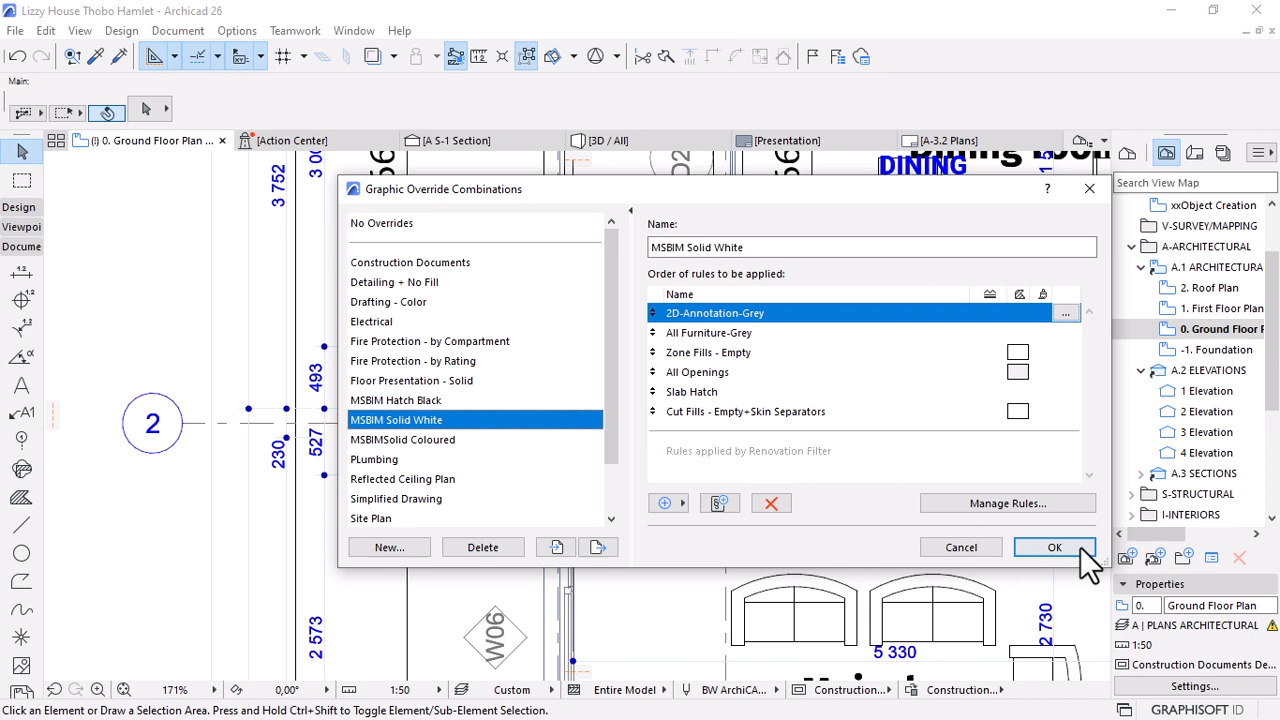 Lizzy House Thobo Hamlet - Archicad 26
File Edit View Design Document Options Teamwork Window Help
Main:
(!) 0. Ground Floor Plan ...
[Action Center]
[A S-1 Section]
[3D / All]
[Presentation]
[A-3.2 Plans]
Design
Viewpoi
Docume
A1
3 752
3 00
493
527
230
2 573
2
W06
DINING
5 330
2 730
Graphic Override Combinations
No Overrides
Construction Documents
Detailing + No Fill
Drafting - Color
Electrical
Fire Protection - by Compartment
Fire Protection - by Rating
Floor Presentation - Solid
MSBIM Hatch Black
MSBIM Solid White
MSBIMSolid Coloured
PLumbing
Reflected Ceiling Plan
Simplified Drawing
Site Plan
New...
Delete
Name:
MSBIM Solid White
Order of rules to be applied:
Name
2D-Annotation-Grey
...
All Furniture-Grey
Zone Fills - Empty
All Openings
Slab Hatch
Cut Fills - Empty+Skin Separators
Rules applied by Renovation Filter
Manage Rules...
Cancel
OK
Search View Map
xxObject Creation
V-SURVEY/MAPPING
A-ARCHITECTURAL
A.1 ARCHITECTURA
2. Roof Plan
1. First Floor Plan
0. Ground Floor F
-1. Foundation
A.2 ELEVATIONS
1 Elevation
2 Elevation
3 Elevation
4 Elevation
A.3 SECTIONS
S-STRUCTURAL
I-INTERIORS
Properties
0. Ground Floor Plan
A | PLANS ARCHITECTURAL
1:50
Construction Documents De...
Settings...
171%
0,00°
1:50
Custom
Entire Model
BW ArchiCA...
Construction...
Construction...
Click an Element or Draw a Selection Area. Press and Hold Ctrl+Shift to Toggle Element/Sub-Element Selection.
GRAPHISOFT ID